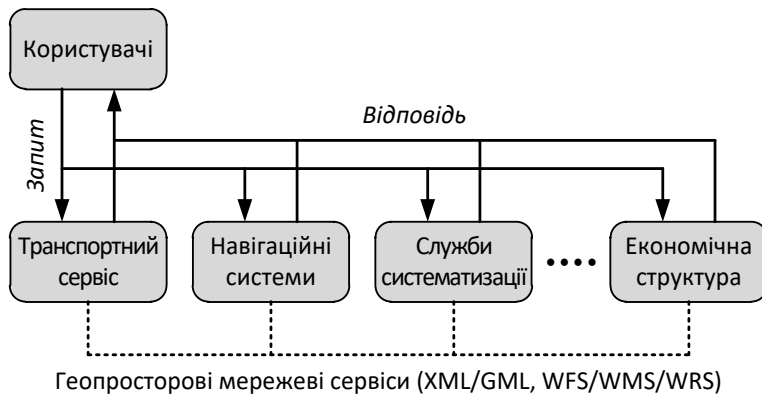 Користувачі
Відповідь
Запит
Транспортний
сервіс
Навігаційні
системи
Служби
систематизації
....
Економічна
структура
Геопросторові мережеві сервіси (XML/GML, WFS/WMS/WRS)